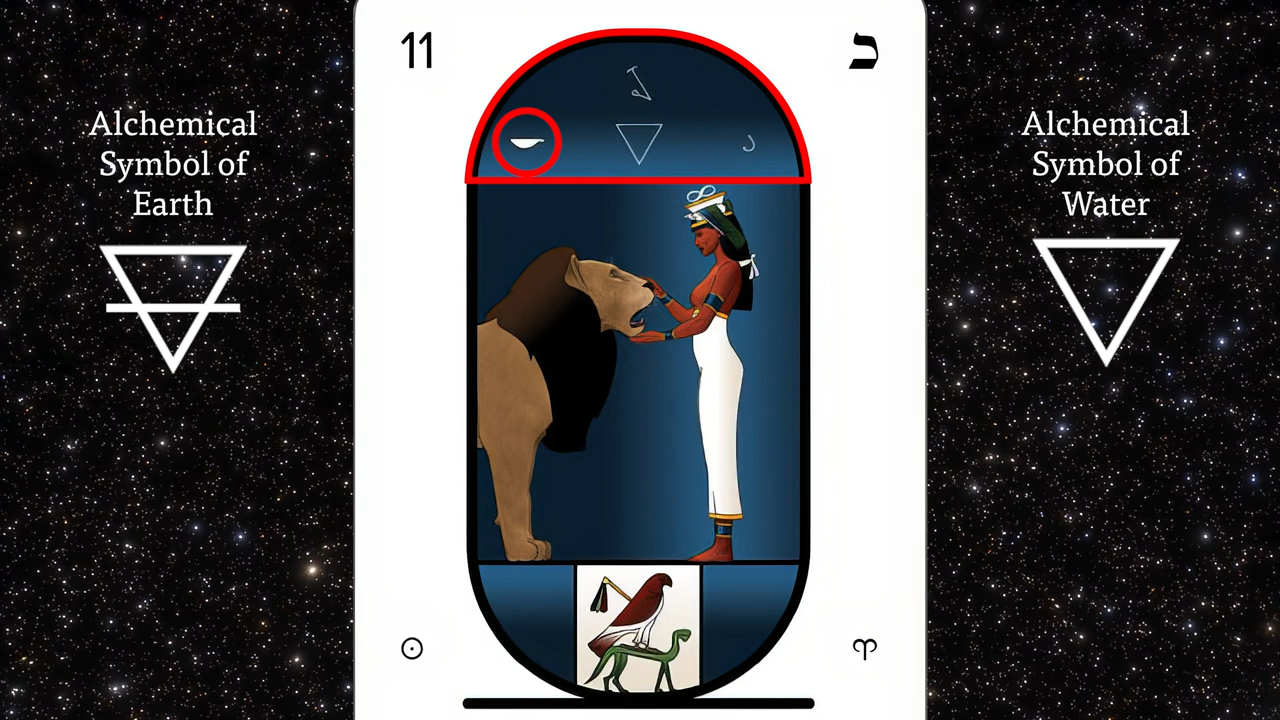 11
כ
Alchemical
Symbol of
Earth
Alchemical
Symbol of
Water